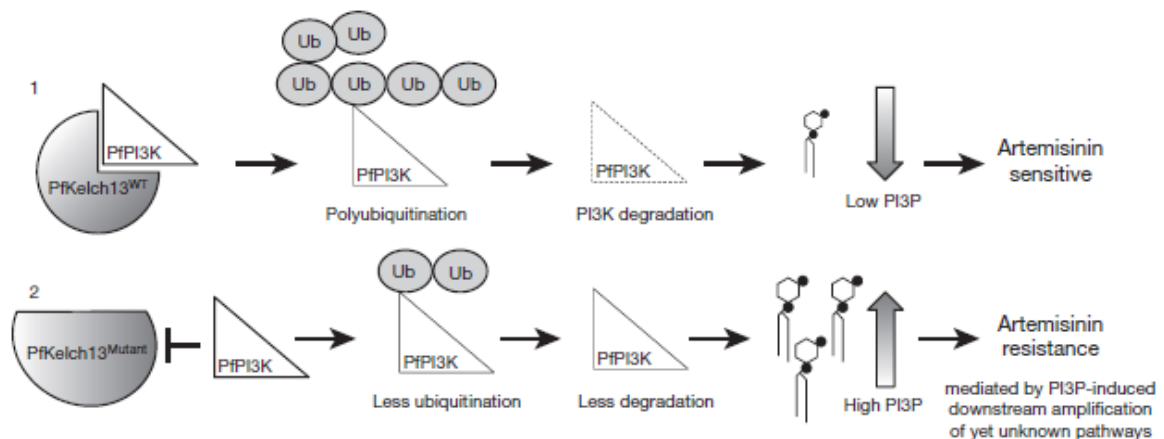 1
Ub
Ub
Ub
Ub
Ub
Ub
PfPI3K
PfKelch13WT
PfPI3K
Polyubiquitination
PfPI3K
PI3K degradation
Low PI3P
Artemisinin
sensitive
2
PfKelch13Mutant
PfPI3K
Ub
Ub
PfPI3K
Less ubiquitination
PfPI3K
Less degradation
High PI3P
Artemisinin
resistance
mediated by PI3P-induced
downstream amplification
of yet unknown pathways